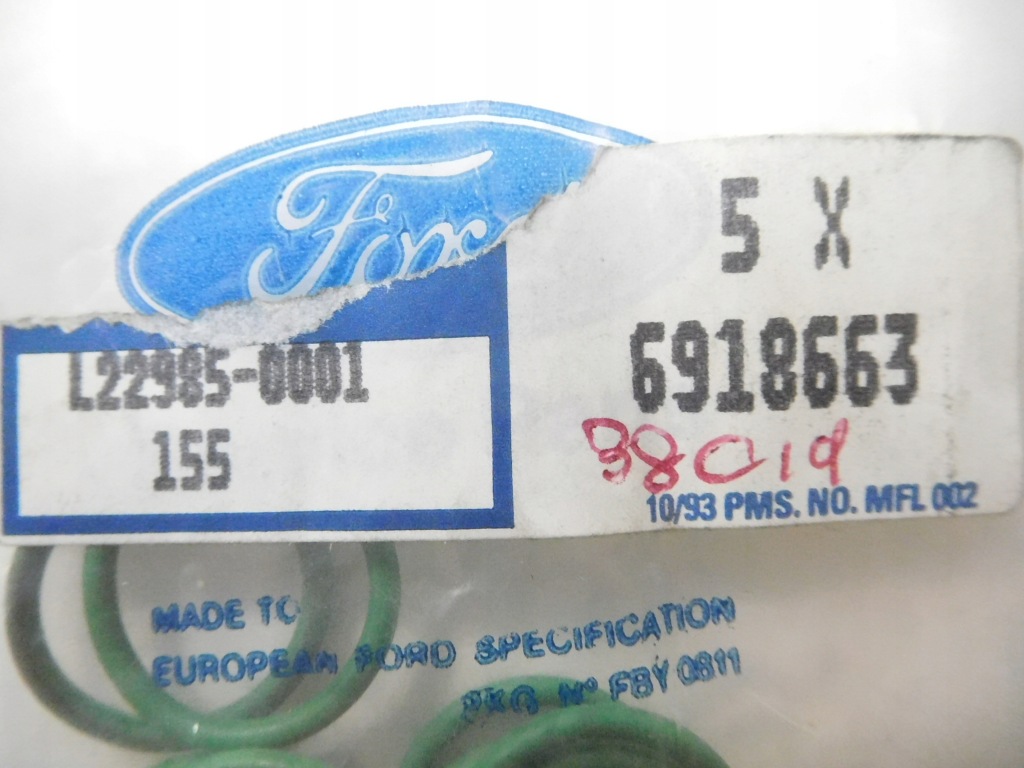 Ford
5 X
L22985-0001
155
6918663
38019
10/93 PMS. NO. MFL 002
MADE TO
EUROPEAN FORD SPECIFICATION
PKG Nº FBY 0811